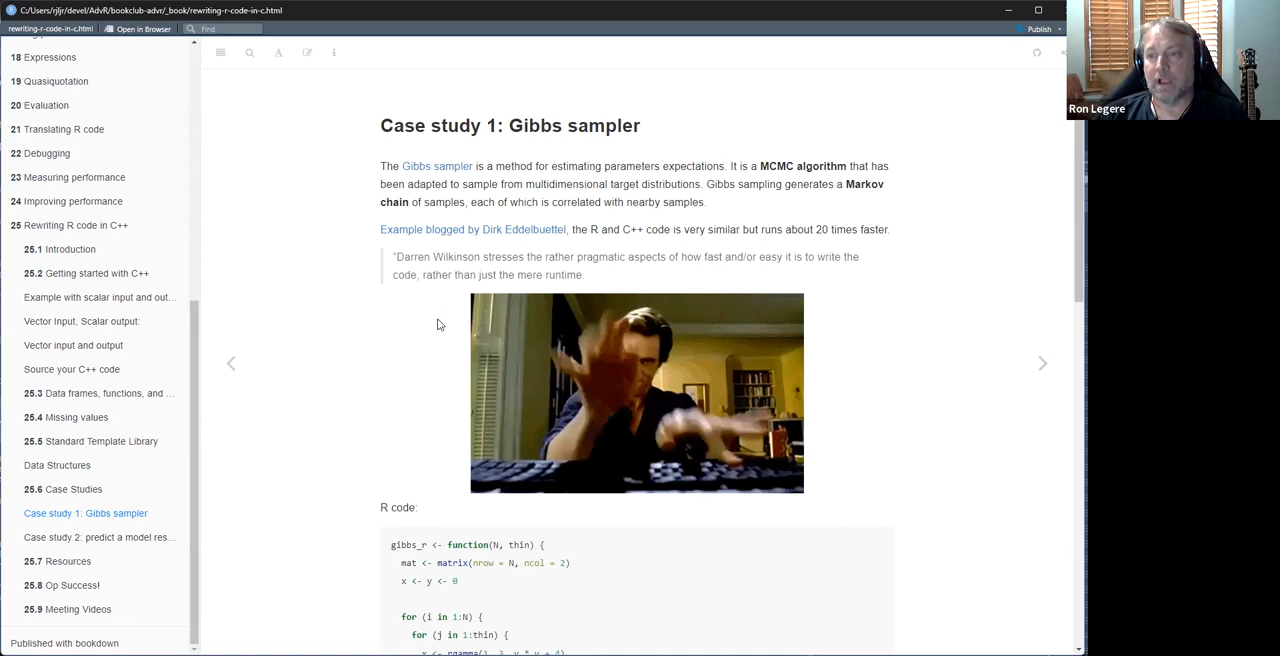 C:/Users/rjljr/devel/AdvR/bookclub-advr/_book/rewriting-r-code-in-c.html
rewriting-r-code-in-c.html
Open in Browser
Find
Publish
18 Expressions
19 Quasiquotation
20 Evaluation
21 Translating R code
22 Debugging
23 Measuring performance
24 Improving performance
25 Rewriting R code in C++
25.1 Introduction
25.2 Getting started with C++
Example with scalar input and out…
Vector Input, Scalar output:
Vector input and output
Source your C++ code
25.3 Data frames, functions, and …
25.4 Missing values
25.5 Standard Template Library
Data Structures
25.6 Case Studies
Case study 1: Gibbs sampler
Case study 2: predict a model res…
25.7 Resources
25.8 Op Success!
25.9 Meeting Videos
Published with bookdown
Case study 1: Gibbs sampler
The Gibbs sampler is a method for estimating parameters expectations. It is a MCMC algorithm that has
been adapted to sample from multidimensional target distributions. Gibbs sampling generates a Markov
chain of samples, each of which is correlated with nearby samples.
Example blogged by Dirk Eddelbuettel, the R and C++ code is very similar but runs about 20 times faster.
“Darren Wilkinson stresses the rather pragmatic aspects of how fast and/or easy it is to write the
code, rather than just the mere runtime.
R code:
gibbs_r <- function(N, thin) {
mat <- matrix(nrow = N, ncol = 2)
x <- y <- 0
for (i in 1:N) {
for (j in 1:thin) {
x <- rgamma(1, 3, y * y + 4)
Ron Legere